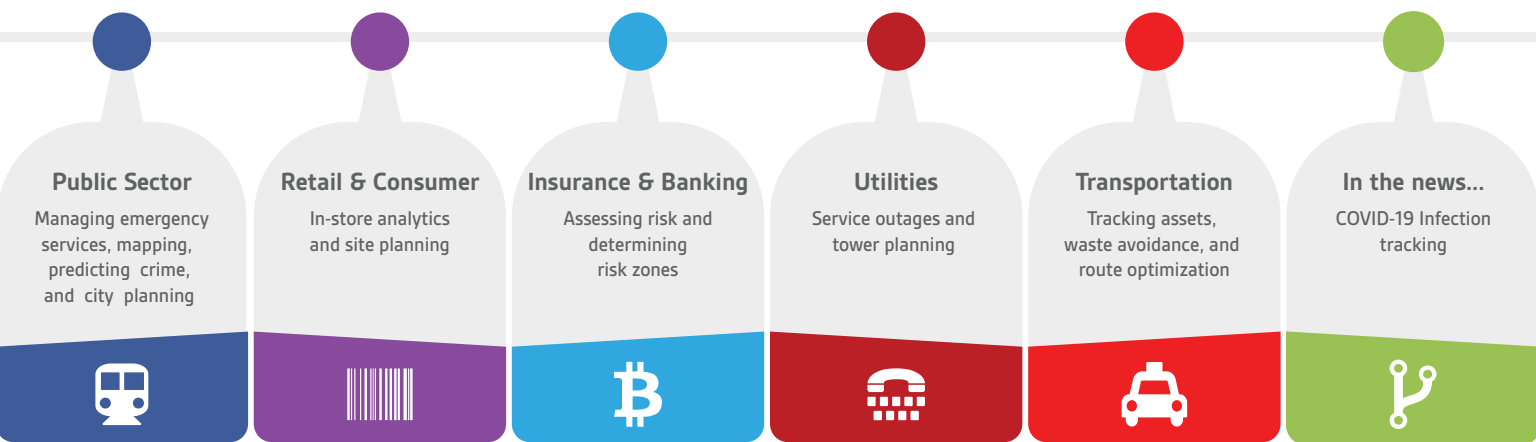 Public Sector
Managing emergency
services, mapping,
predicting crime,
and city planning
Retail & Consumer
In-store analytics
and site planning
Insurance & Banking
Assessing risk and
determining
risk zones
Utilities
Service outages and
tower planning
Transportation
Tracking assets,
waste avoidance, and
route optimization
In the news...
COVID-19 Infection
tracking